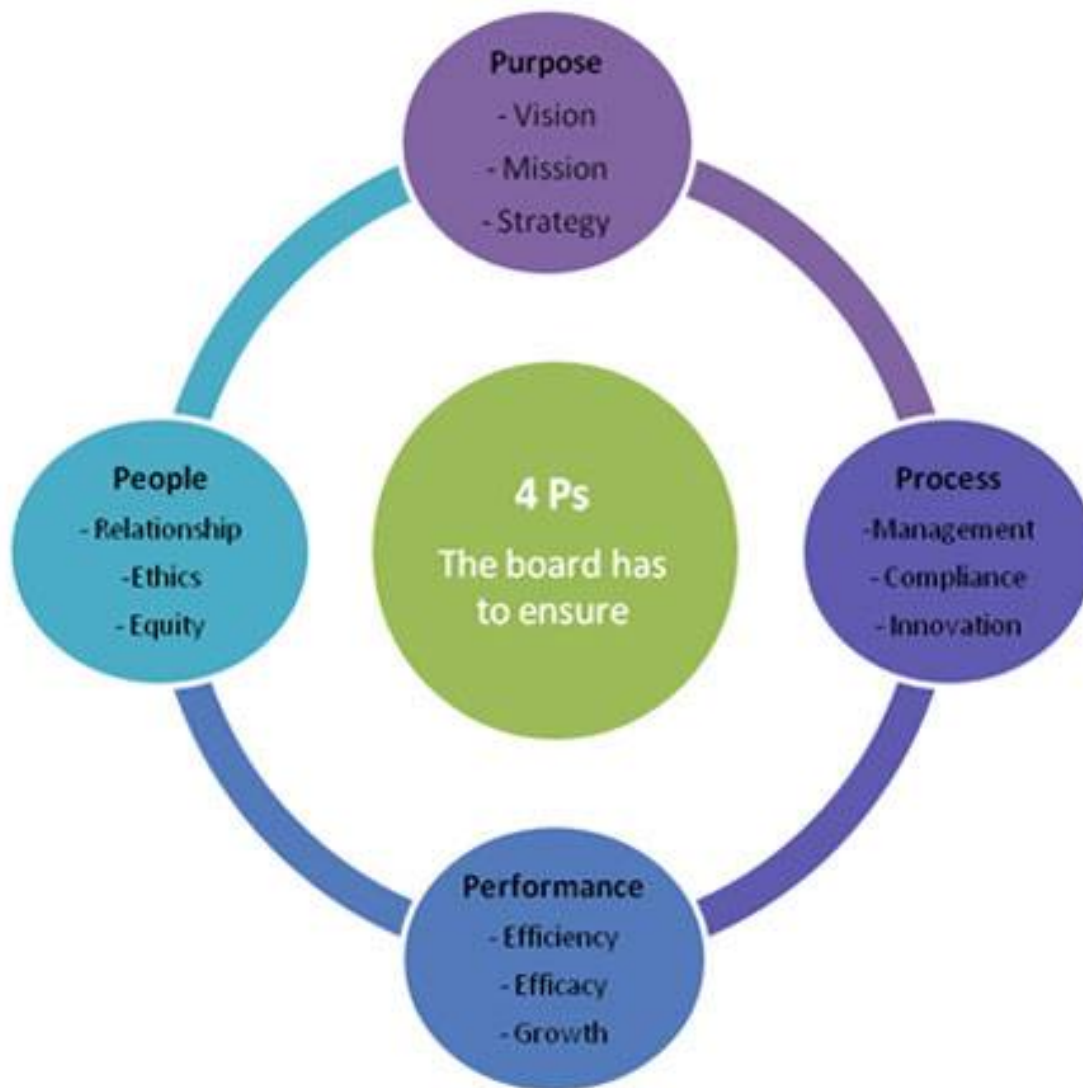 Purpose
- Vision
- Mission
- Strategy
People
- Relationship
-Ethics
- Equity
4 Ps
The board has
to ensure
Process
-Management
- Compliance
- Innovation
Performance
- Efficiency
- Efficacy
- Growth